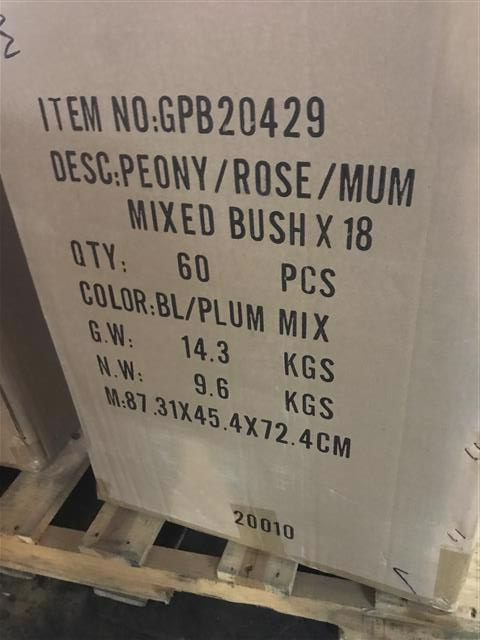 ITEM NO:GPB20429
DESC:PEONY/ROSE/MUM
MIXED BUSH X 18
QTY: 60 PCS
COLOR:BL/PLUM MIX
G.W: 14.3 KGS
N.W: 9.6 KGS
M:87.31X45.4X72.4CM
20010